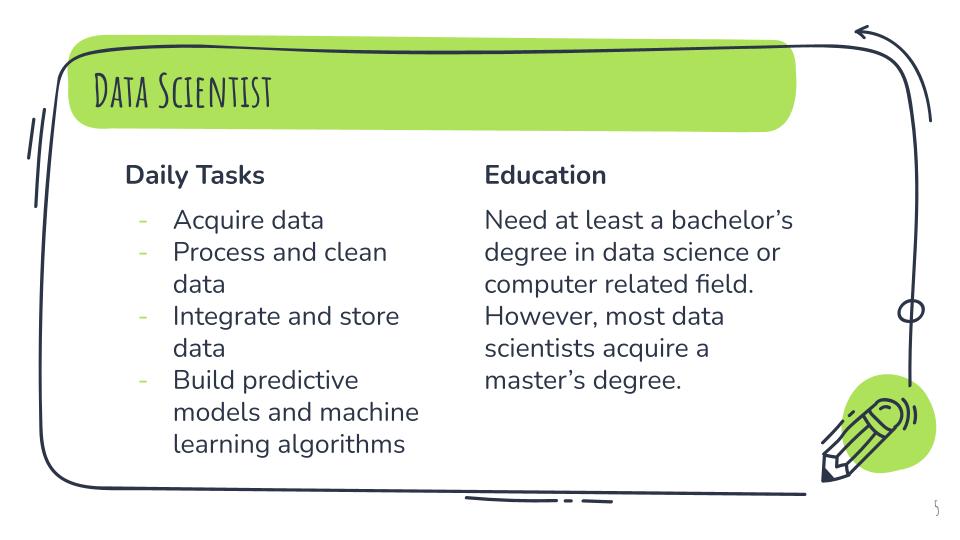 Data Scientist
Daily Tasks
- Acquire data
- Process and clean
data
- Integrate and store
data
- Build predictive
models and machine
learning algorithms
Education
Need at least a bachelor’s
degree in data science or
computer related field.
However, most data
scientists acquire a
master’s degree.
5